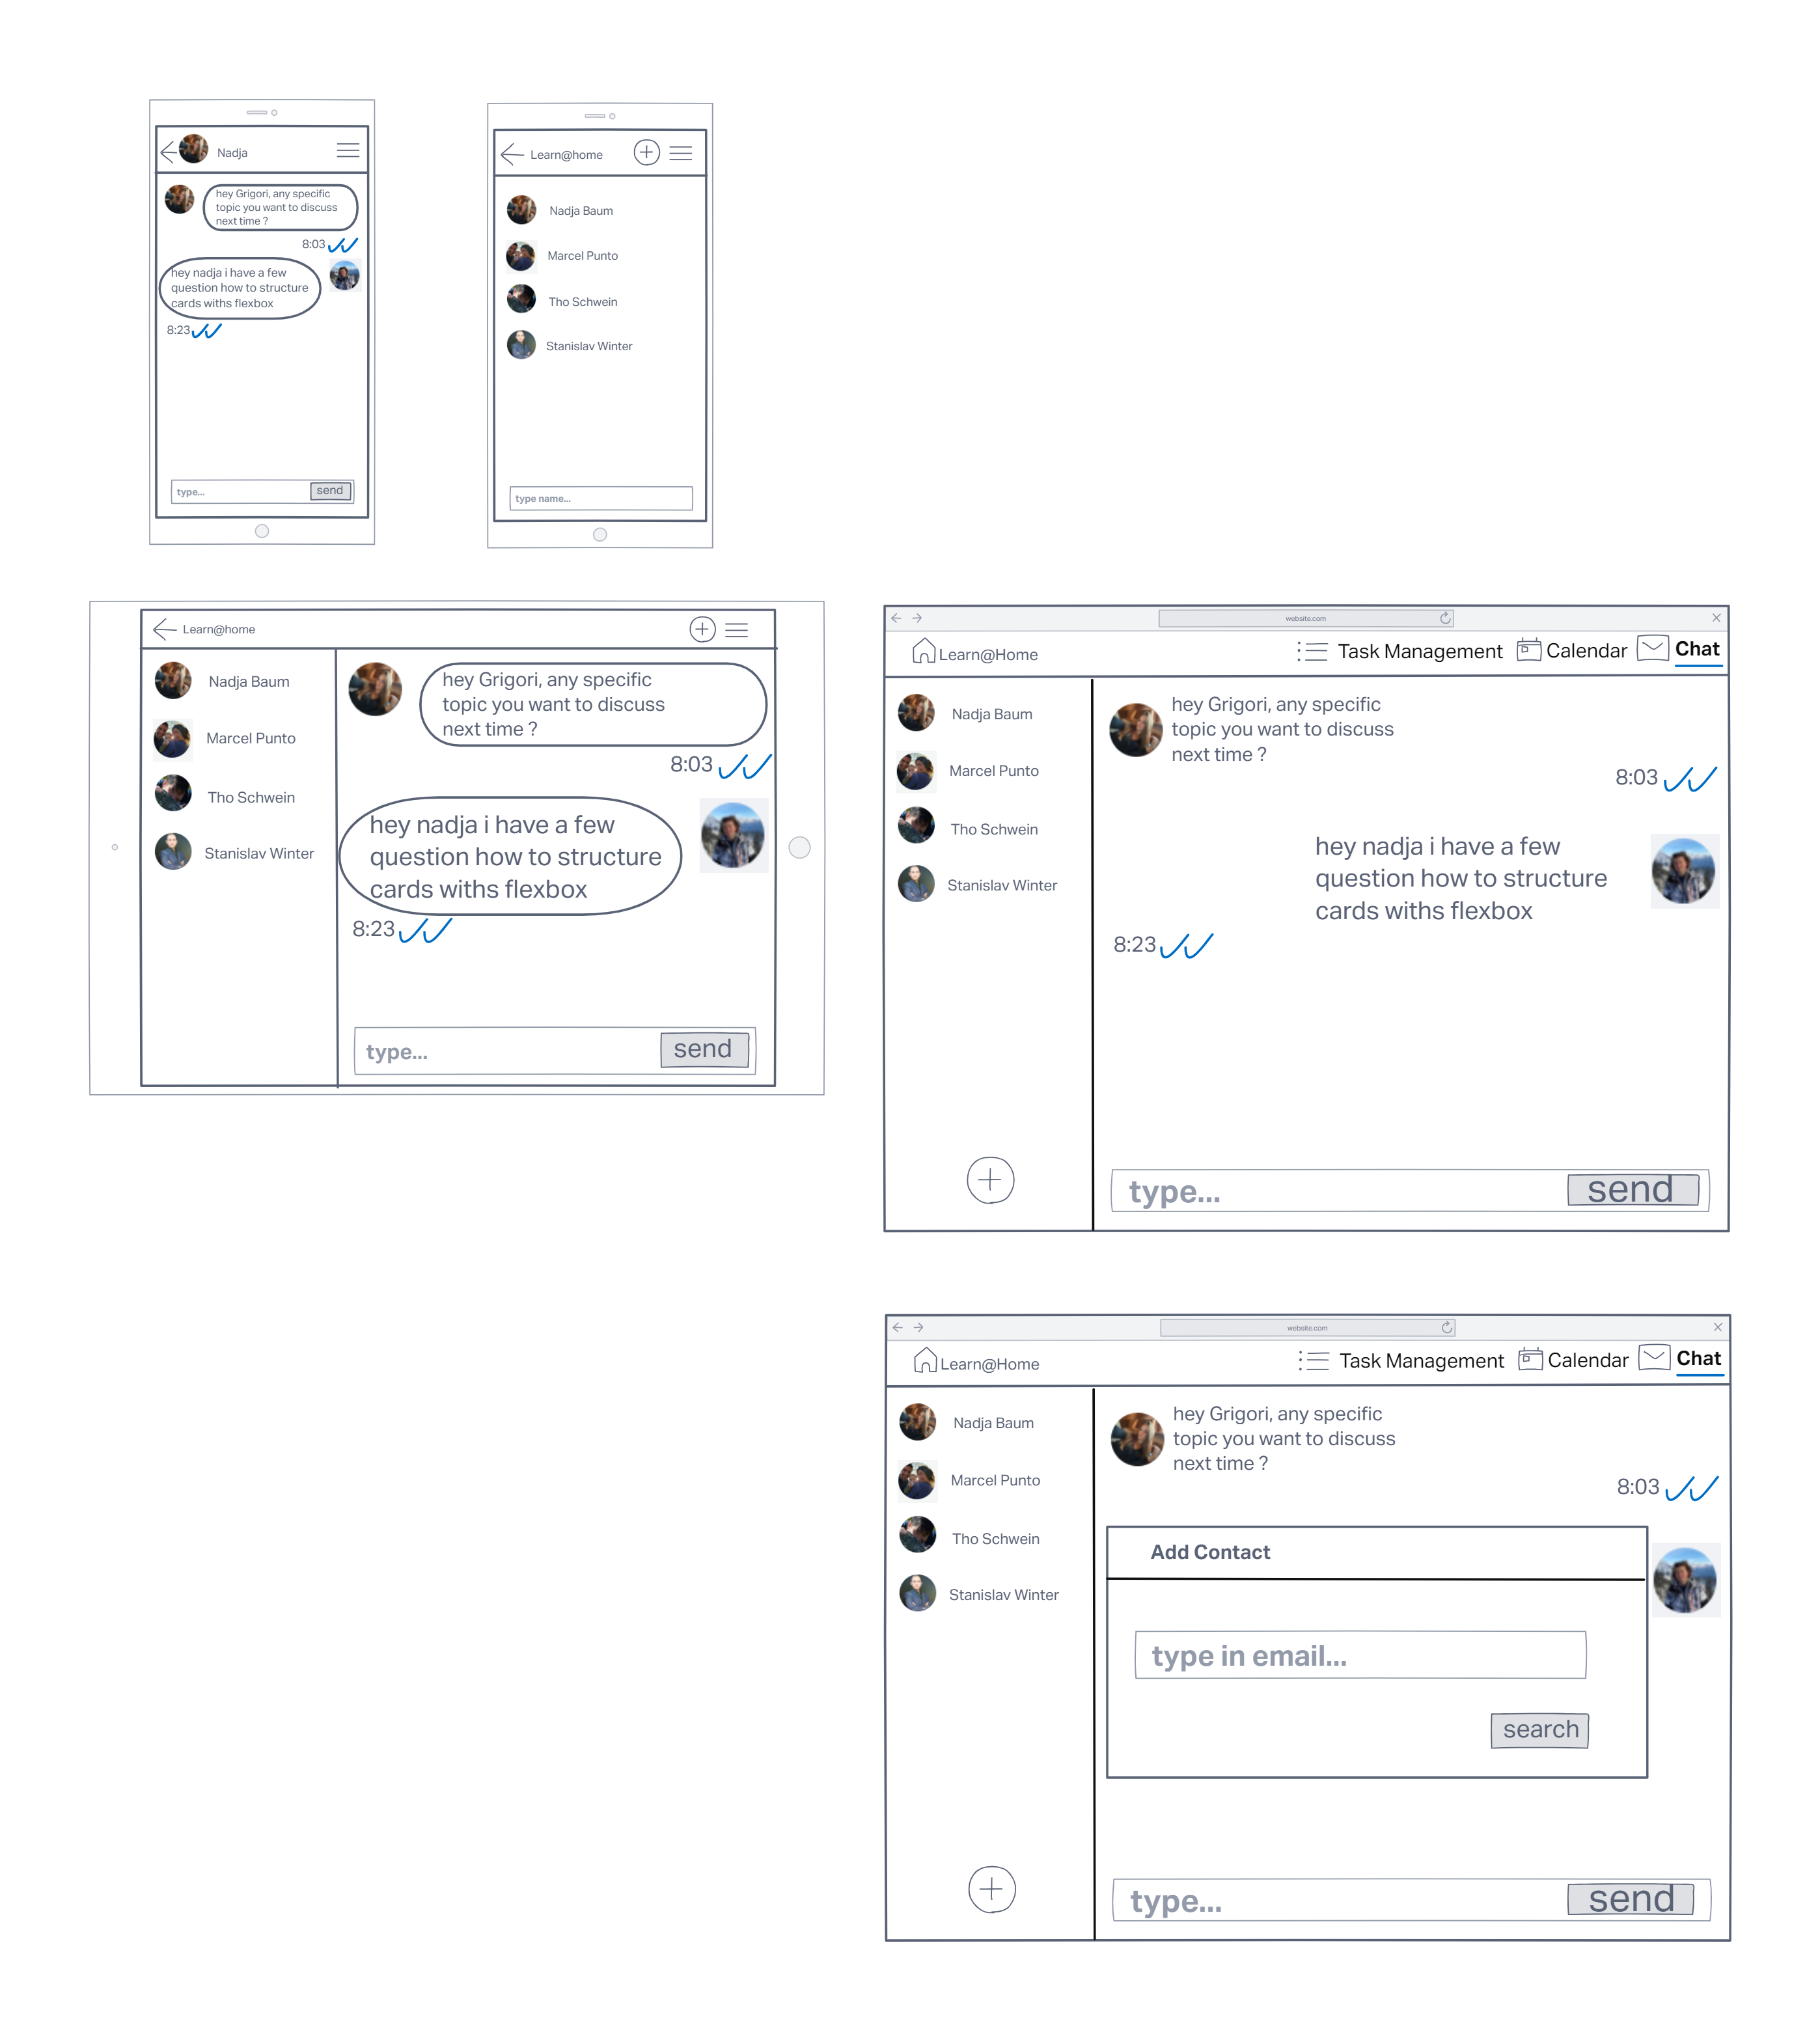 Nadja
hey Grigori, any specific
topic you want to discuss
next time ?
8:03
hey nadja i have a few
question how to structure
cards withs flexbox
8:23
type...
send
Learn@home
Nadja Baum
Marcel Punto
Tho Schwein
Stanislav Winter
type name...
Learn@home
Nadja Baum
Marcel Punto
Tho Schwein
Stanislav Winter
hey Grigori, any specific
topic you want to discuss
next time ?
8:03
hey nadja i have a few
question how to structure
cards withs flexbox
8:23
type...
send
website.com
Learn@Home
Task Management
Calendar
Chat
Nadja Baum
Marcel Punto
Tho Schwein
Stanislav Winter
hey Grigori, any specific
topic you want to discuss
next time ?
8:03
hey nadja i have a few
question how to structure
cards withs flexbox
8:23
type...
send
website.com
Learn@Home
Task Management
Calendar
Chat
Nadja Baum
Marcel Punto
Tho Schwein
Stanislav Winter
hey Grigori, any specific
topic you want to discuss
next time ?
8:03
Add Contact
type in email...
search
type...
send